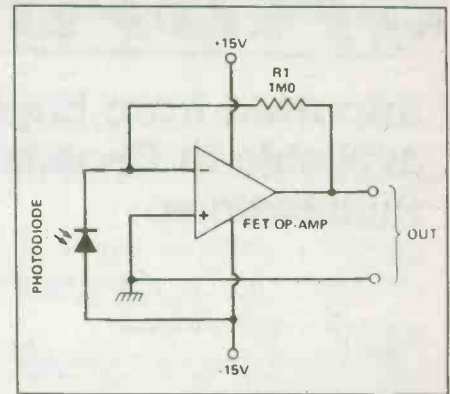 +15V
R1
1M0
−
+
FET OP-AMP
PHOTODIODE
OUT
-15V